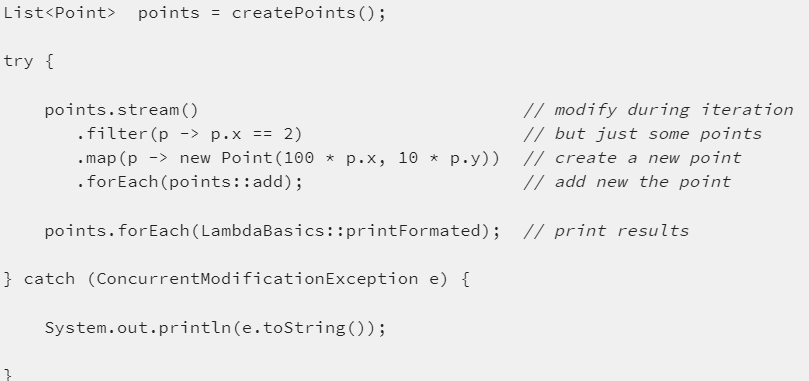 List<Point>  points = createPoints();
try {
    points.stream()                                // modify during iteration
       .filter(p -> p.x == 2)                      // but just some points
       .map(p -> new Point(100 * p.x, 10 * p.y))  // create a new point
       .forEach(points::add);                      // add new the point
    points.forEach(LambdaBasics::printFormated);  // print results
} catch (ConcurrentModificationException e) {
    System.out.println(e.toString());
}